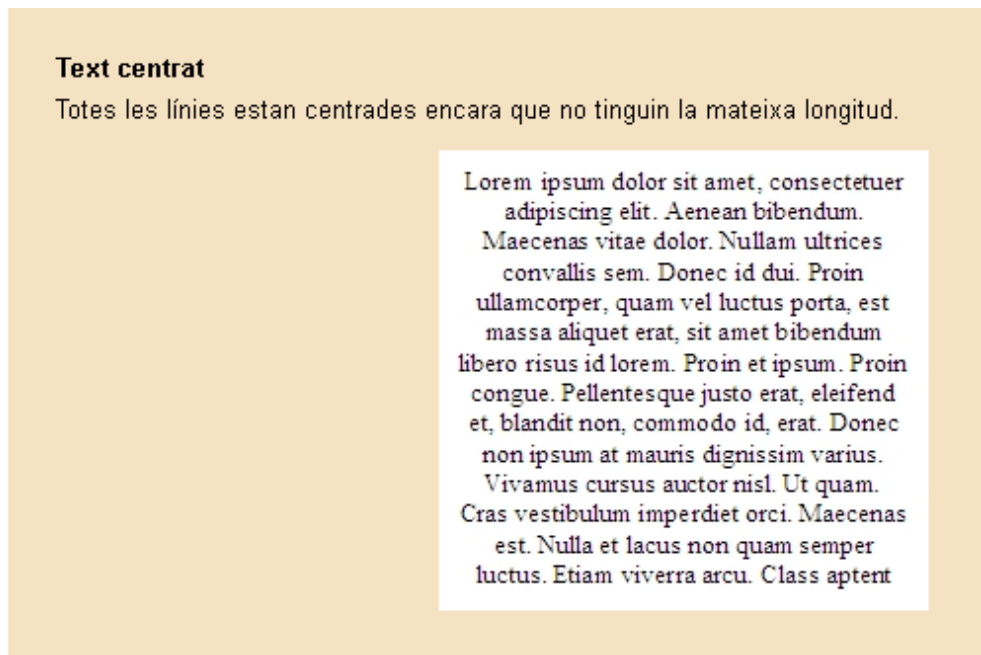 Text centrat
Totes les línies estan centrades encara que no tinguin la mateixa longitud.
Lorem ipsum dolor sit amet, consectetuer
adipiscing elit. Aenean bibendum.
Maecenas vitae dolor. Nullam ultrices
convallis sem. Donec id dui. Proin
ullamcorper, quam vel luctus porta, est
massa aliquet erat, sit amet bibendum
libero risus id lorem. Proin et ipsum. Proin
congue. Pellentesque justo erat, eleifend
et, blandit non, commodo id, erat. Donec
non ipsum at mauris dignissim varius.
Vivamus cursus auctor nisl. Ut quam.
Cras vestibulum imperdiet orci. Maecenas
est. Nulla et lacus non quam semper
luctus. Etiam viverra arcu. Class aptent